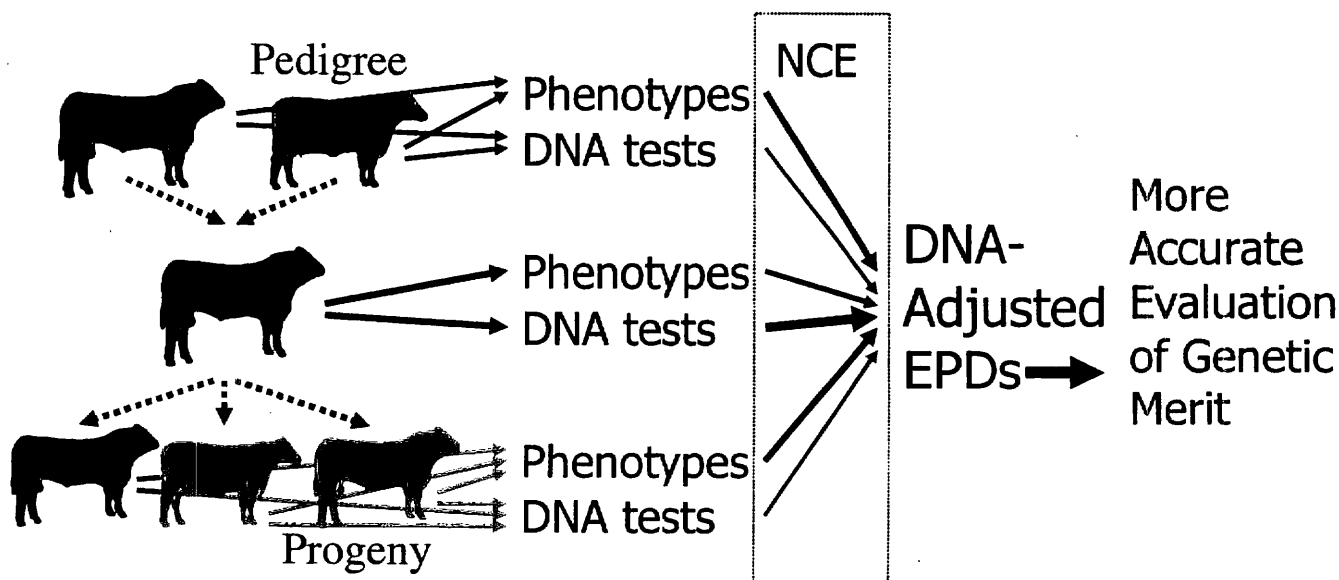 Pedigree
NCE
Phenotypes
DNA tests
Phenotypes
DNA tests
Phenotypes
DNA tests
Progeny
DNA-
Adjusted
EPDs
More
Accurate
Evaluation
of Genetic
Merit